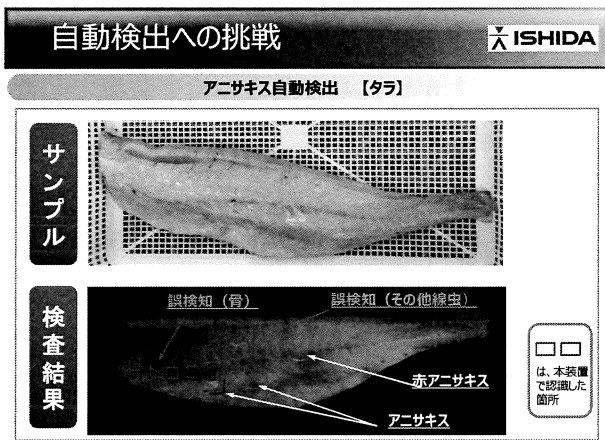 自動検出への挑戦
ISHIDA
アニサキス自動検出 【タラ】
サンプル
検査結果
誤検知（骨）
誤検知（その他線虫）
赤アニサキス
アニサキス
は、本装置
で認識した
箇所